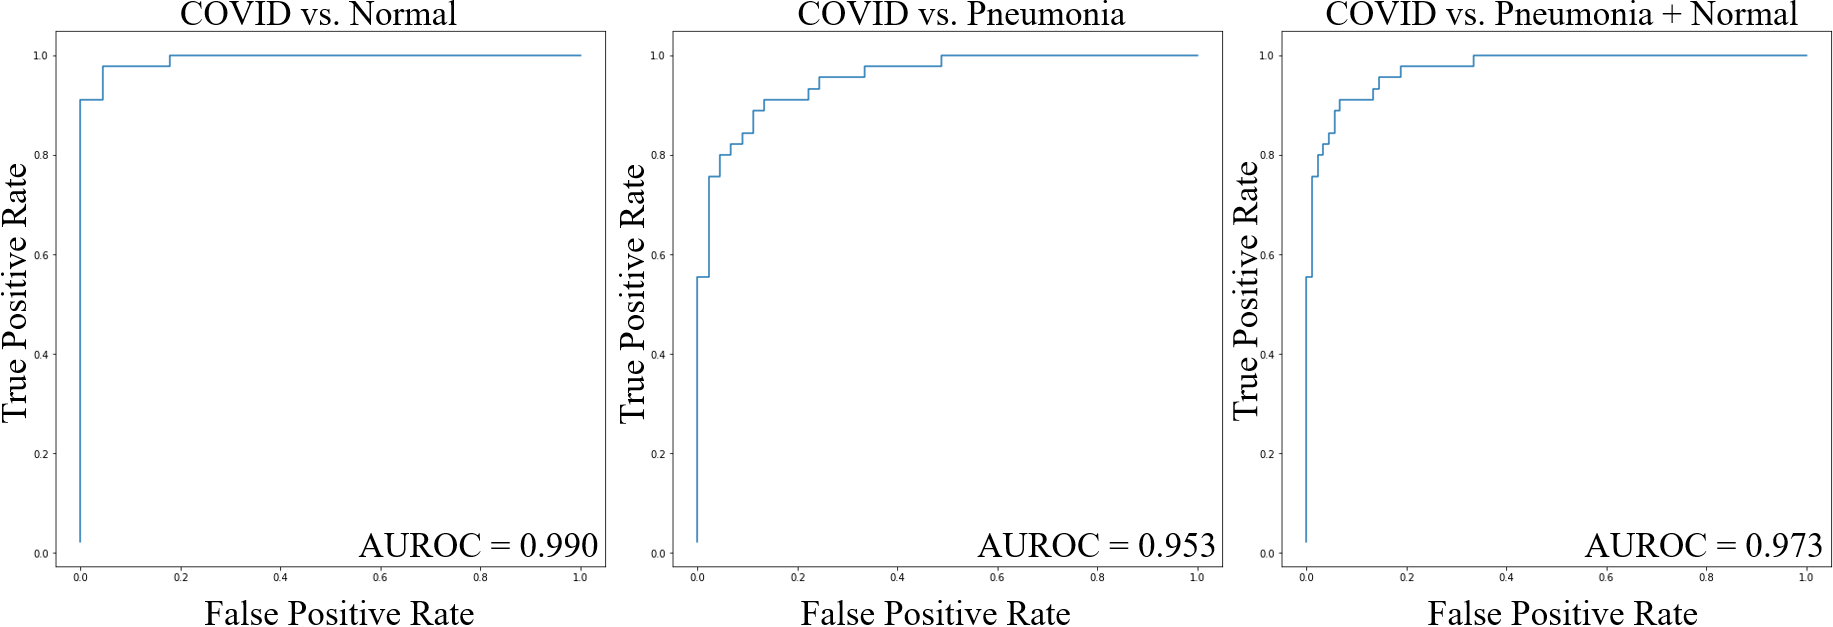 COVID vs. Normal
True Positive Rate
1.0
0.8
0.6
0.4
0.2
0.0
AUROC = 0.990
0.0 0.2 0.4 0.6 0.8 1.0
False Positive Rate
COVID vs. Pneumonia
True Positive Rate
1.0
0.8
0.6
0.4
0.2
0.0
AUROC = 0.953
0.0 0.2 0.4 0.6 0.8 1.0
False Positive Rate
COVID vs. Pneumonia + Normal
True Positive Rate
1.0
0.8
0.6
0.4
0.2
0.0
AUROC = 0.973
0.0 0.2 0.4 0.6 0.8 1.0
False Positive Rate